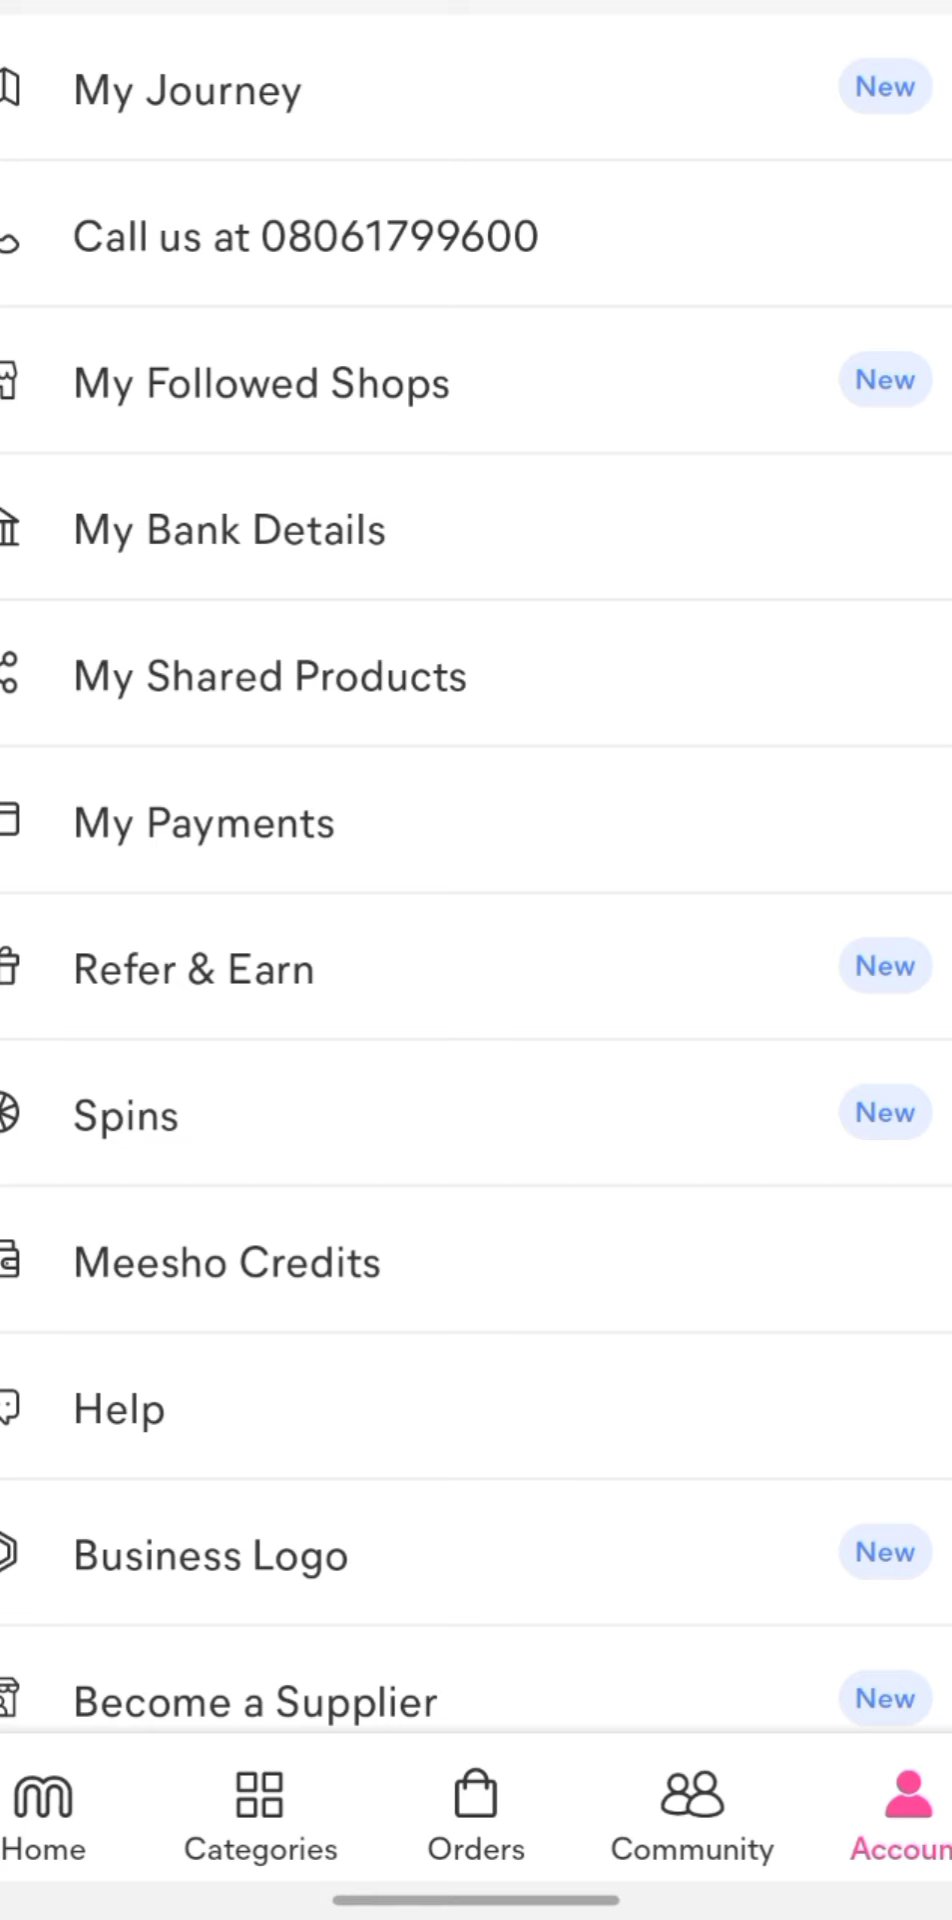 My Journey
New
Call us at 08061799600
My Followed Shops
New
My Bank Details
My Shared Products
My Payments
Refer & Earn
New
Spins
New
Meesho Credits
Help
Business Logo
New
Become a Supplier
New
Home
Categories
Orders
Community
Accoun